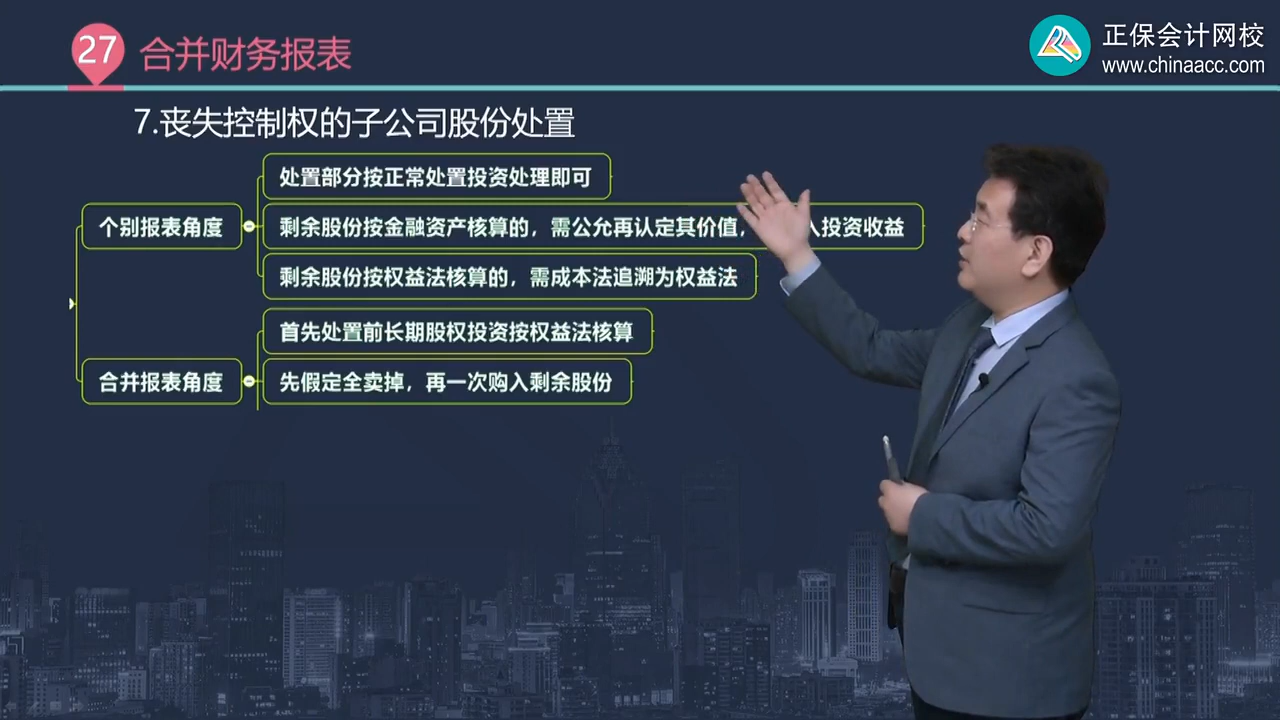 27 合并财务报表
正保会计网校
www.chinaacc.com
7.丧失控制权的子公司股份处置
个别报表角度
处置部分按正常处置投资处理即可
剩余股份按金融资产核算的，需公允再认定其价值，入投资收益
剩余股份按权益法核算的，需成本法追溯为权益法
合并报表角度
首先处置前长期股权投资按权益法核算
先假定全卖掉，再一次购入剩余股份